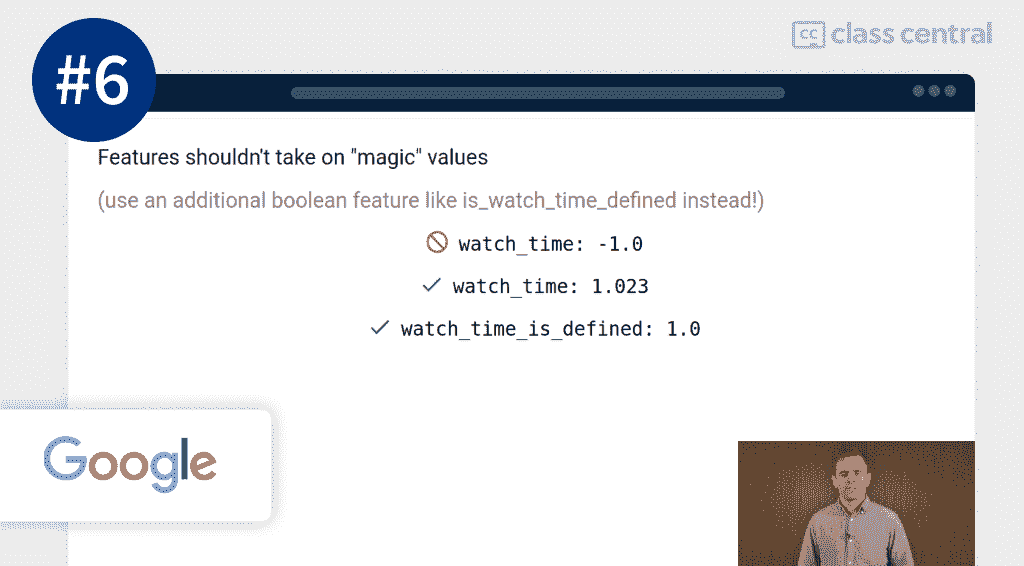 #6
class central
Features shouldn't take on "magic" values
(use an additional boolean feature like is_watch_time_defined instead!)
watch_time: -1.0
watch_time: 1.023
watch_time_is_defined: 1.0
Google